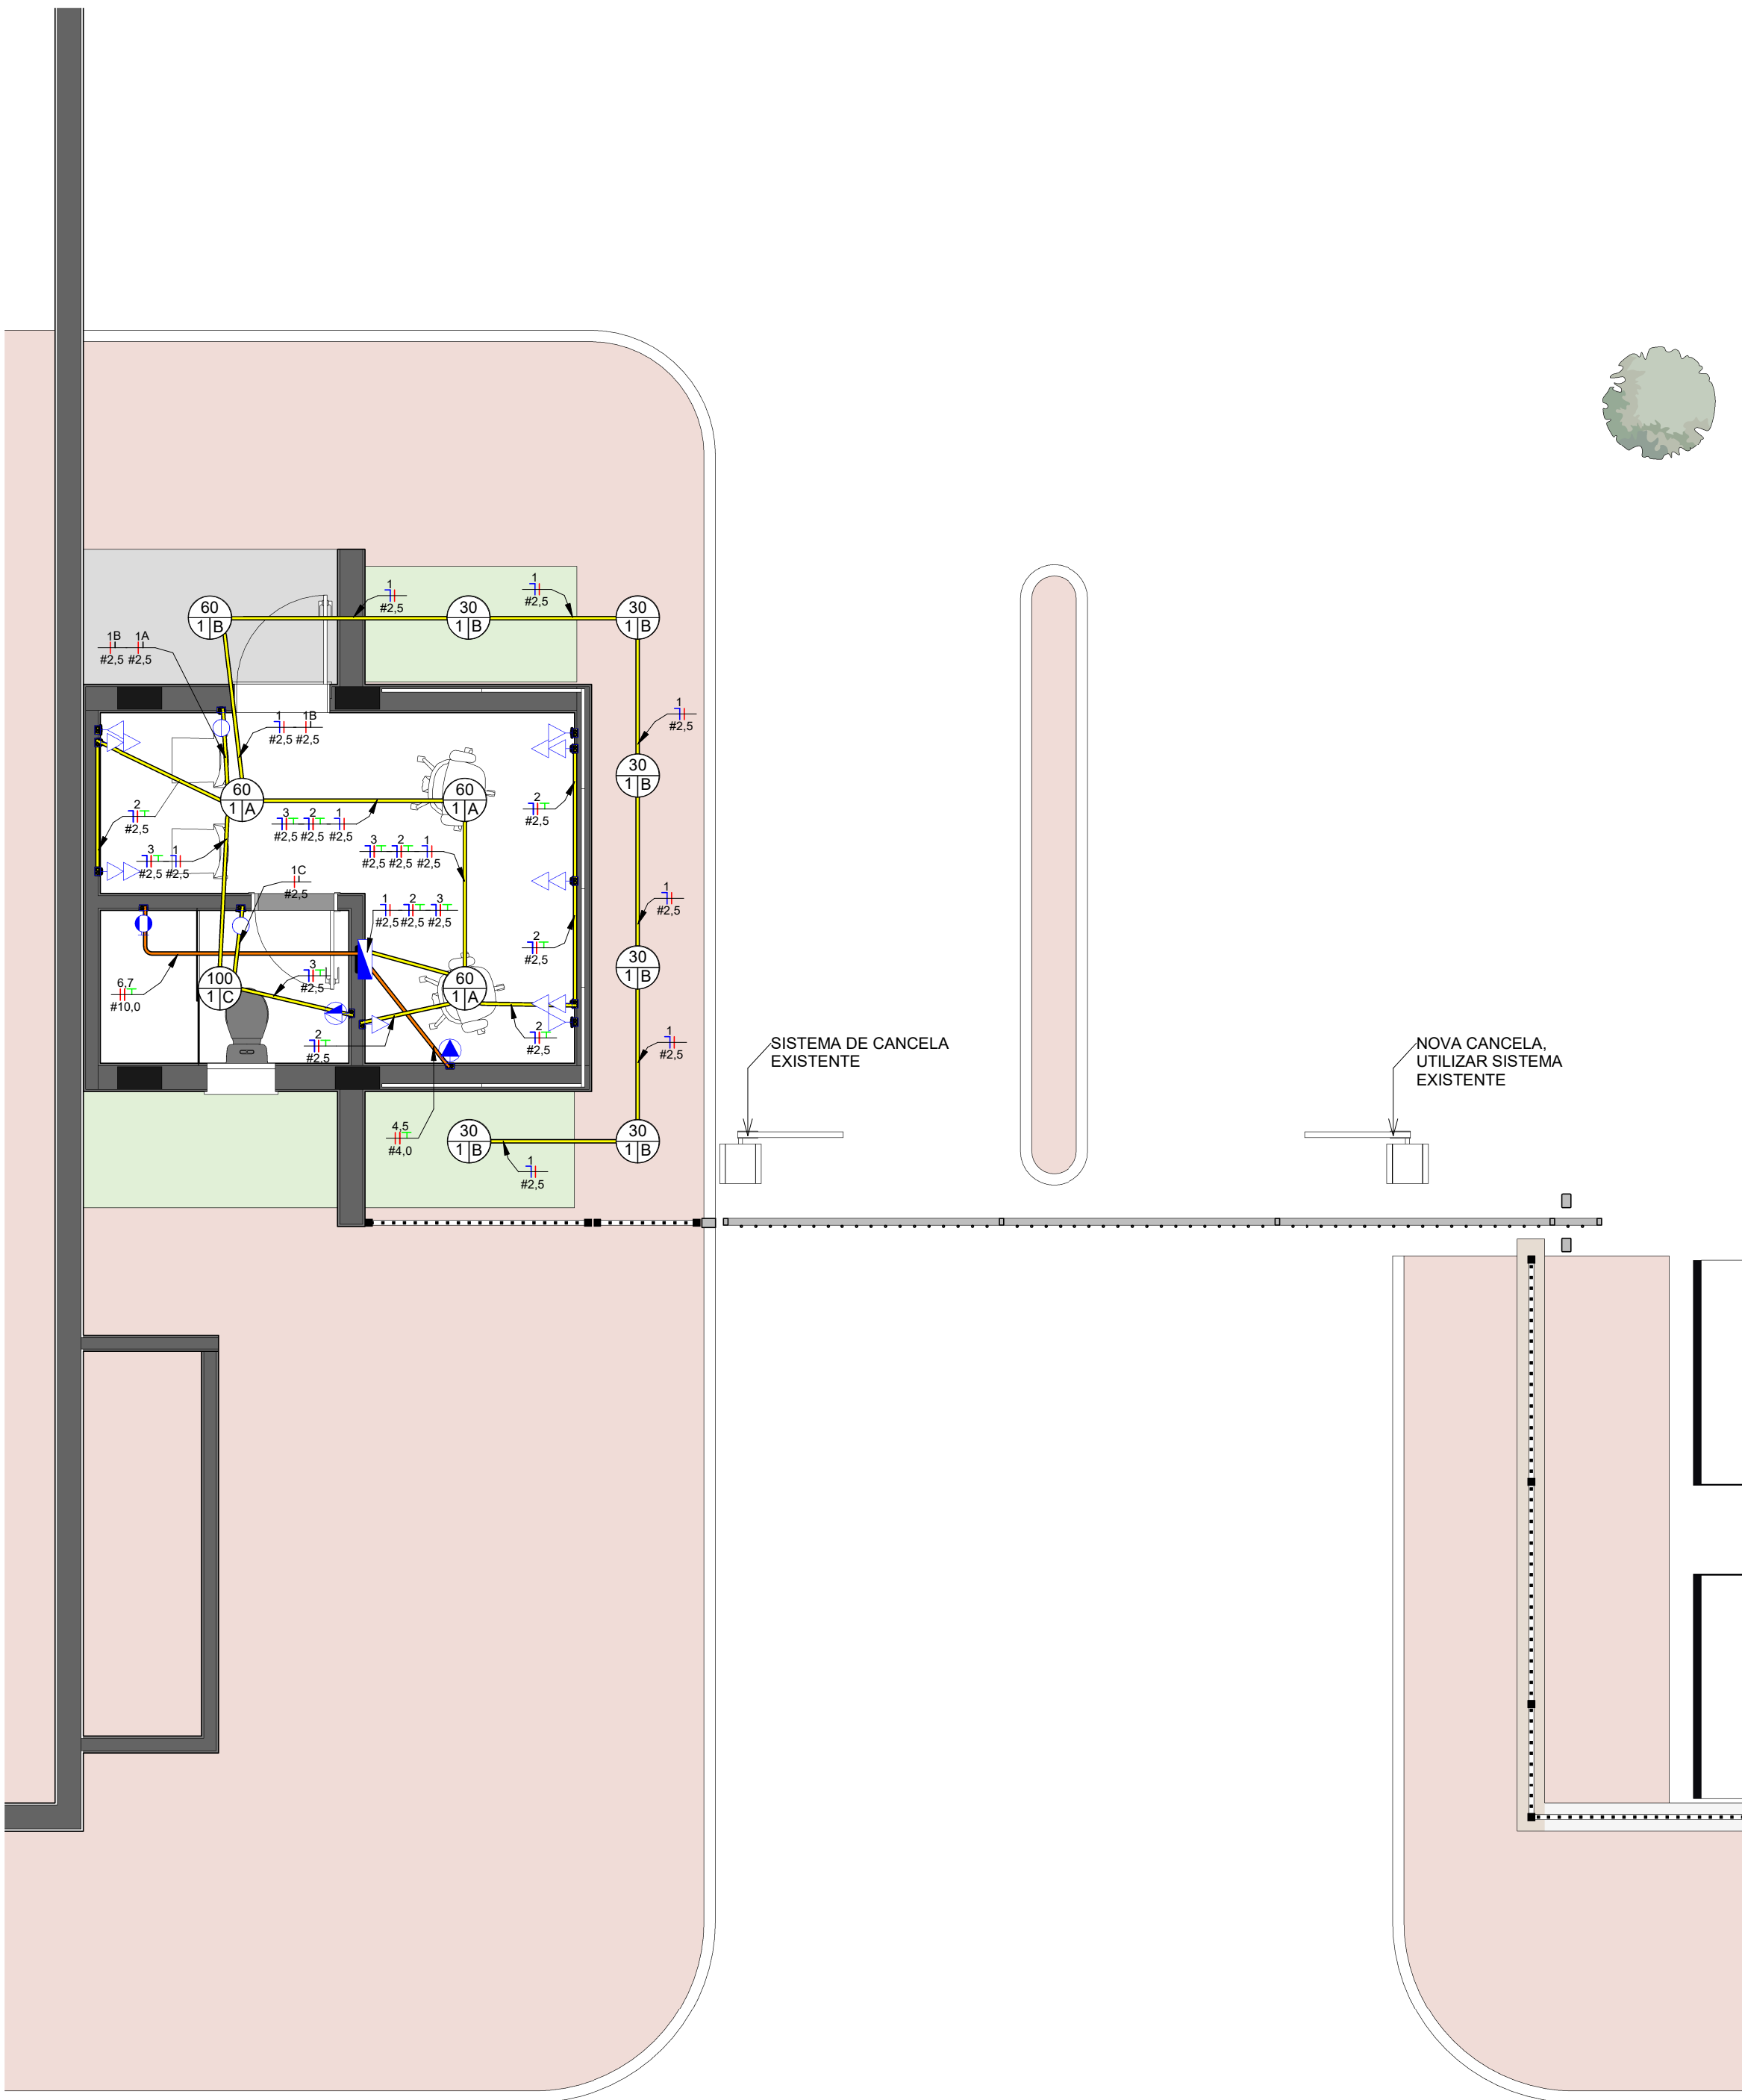 1
#2,5
1
#2,5
60
1 B
30
1 B
30
1 B
1B 1A
#2,5 #2,5
1
#2,5
1 1B
#2,5 #2,5
30
1 B
60
1 A
60
1 A
2
#2,5
2
#2,5
3 2 1
#2,5 #2,5 #2,5
3 2 1
#2,5 #2,5 #2,5
3 1
#2,5 #2,5
1C
#2,5
1
#2,5
1 2 3
#2,5 #2,5 #2,5
2
#2,5
30
1 B
100
1 C
60
1 A
3
#2,5
6,7
#10,0
2
#2,5
2
#2,5
1
#2,5
SISTEMA DE CANCELA
EXISTENTE
NOVA CANCELA,
UTILIZAR SISTEMA
EXISTENTE
4,5
#4,0
30
1 B
30
1 B
1
#2,5